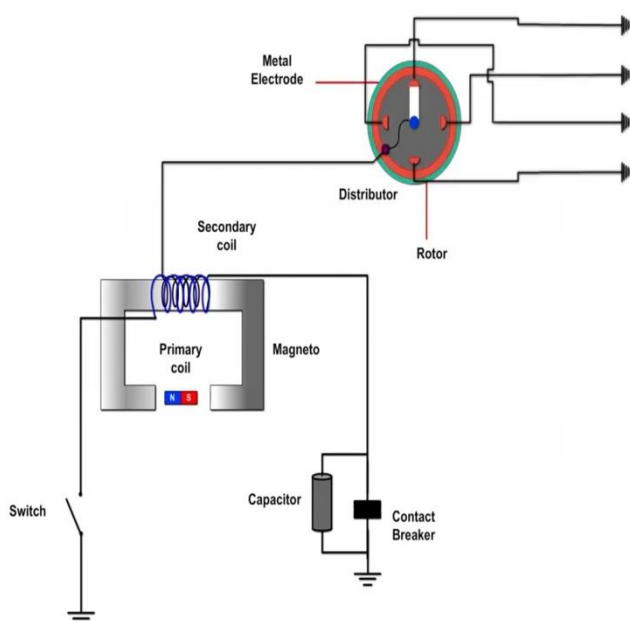 Metal
Electrode
Distributor
Rotor
Secondary
coil
Primary
coil
Magneto
N S
Capacitor
Contact
Breaker
Switch